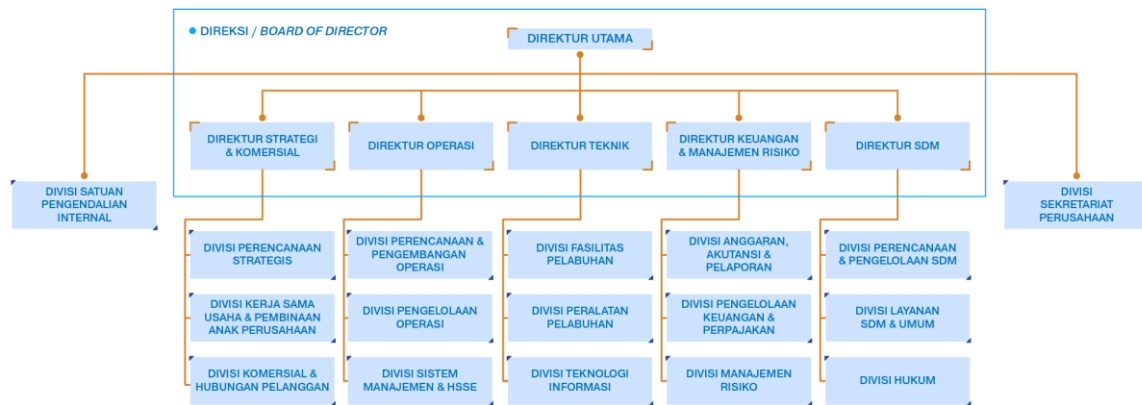 DIREKSI / BOARD OF DIRECTOR
DIREKTUR UTAMA
DIREKTUR STRATEGI
& KOMERSIAL
DIREKTUR OPERASI
DIREKTUR TEKNIK
DIREKTUR KEUANGAN
& MANAJEMEN RISIKO
DIREKTUR SDM
DIVISI SATUAN
PENGENDALIAN
INTERNAL
DIVISI
SEKRETARIAT
PERUSAHAAN
DIVISI PERENCANAAN
STRATEGIS
DIVISI PERENCANAAN &
PENGEMBANGAN
OPERASI
DIVISI FASILITAS
PELABUHAN
DIVISI ANGGARAN,
AKUTANSI &
PELAPORAN
DIVISI PERENCANAAN
& PENGELOLAAN SDM
DIVISI KERJA SAMA
USAHA & PEMBINAAN
ANAK PERUSAHAAN
DIVISI PENGELOLAAN
OPERASI
DIVISI PERALATAN
PELABUHAN
DIVISI PENGELOLAAN
KEUANGAN &
PERPAJAKAN
DIVISI LAYANAN
SDM & UMUM
DIVISI KOMERSIAL &
HUBUNGAN PELANGGAN
DIVISI SISTEM
MANAJEMEN & HSSE
DIVISI TEKNOLOGI
INFORMASI
DIVISI MANAJEMEN
RISIKO
DIVISI HUKUM